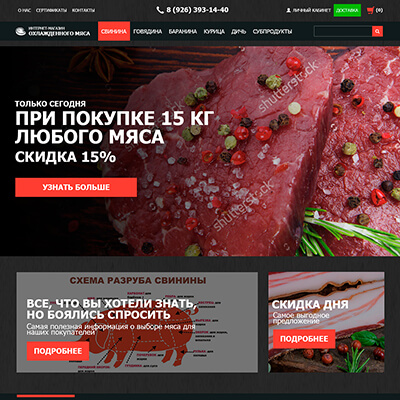 О НАС СЕРТИФИКАТЫ КОНТАКТЫ 8 (926) 393-14-40 ЛИЧНЫЙ КАБИНЕТ ДОСТАВКА (0)
ИНТЕРНЕТ-МАГАЗИН
ОХЛАЖДЕННОГО МЯСА
СВИНИНА ГОВЯДИНА БАРАНИНА КУРИЦА ДИЧЬ СУБПРОДУКТЫ
shutterstock
ТОЛЬКО СЕГОДНЯ
ПРИ ПОКУПКЕ 15 КГ
ЛЮБОГО МЯСА
СКИДКА 15%
УЗНАТЬ БОЛЬШЕ
shutterstock
СХЕМА РАЗРУБА СВИНИНЫ
ВСЕ, ЧТО ВЫ ХОТЕЛИ ЗНАТЬ,
НО БОЯЛИСЬ СПРОСИТЬ
Самая полезная информация о выборе мяса для
наших покупателей
ПОДРОБНЕЕ
СКИДКА ДНЯ
Самое выгодное
предложение
ПОДРОБНЕЕ